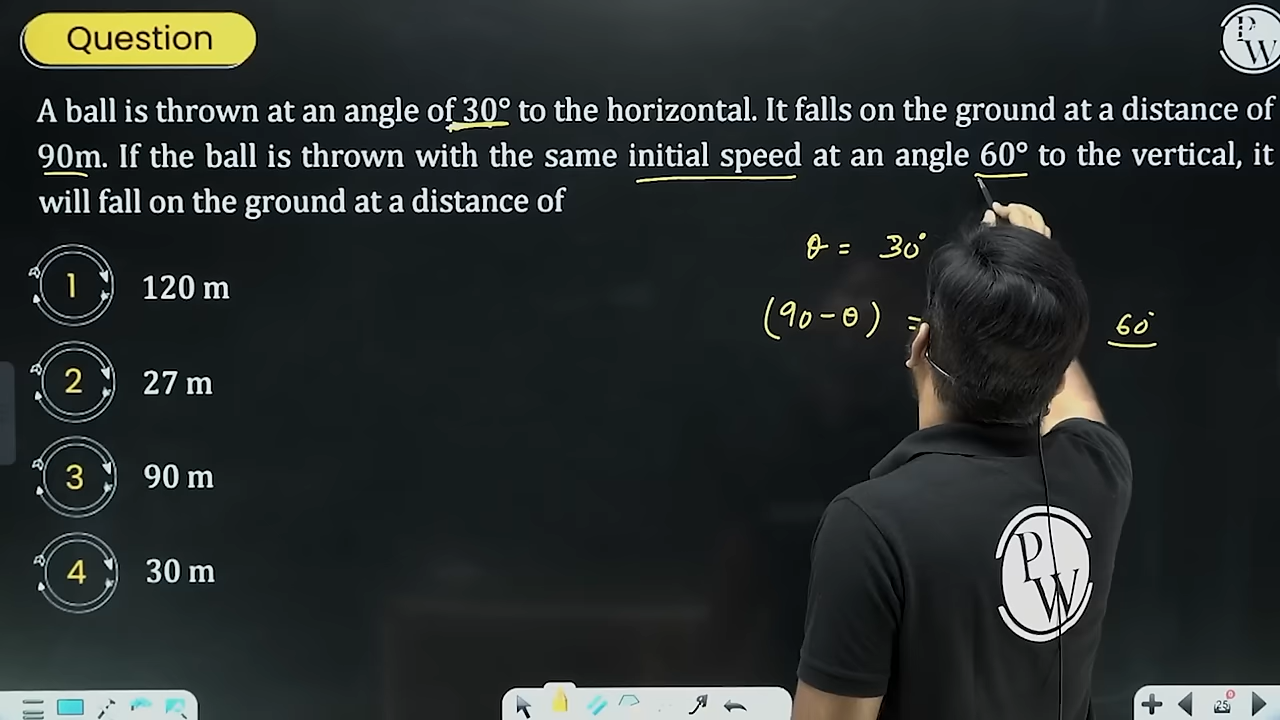 Question
PW
A ball is thrown at an angle of 30° to the horizontal. It falls on the ground at a distance of
90m. If the ball is thrown with the same initial speed at an angle 60° to the vertical, it
will fall on the ground at a distance of
θ = 30°
(90-θ) = 60°
1 120 m
2 27 m
3 90 m
4 30 m
PW
25